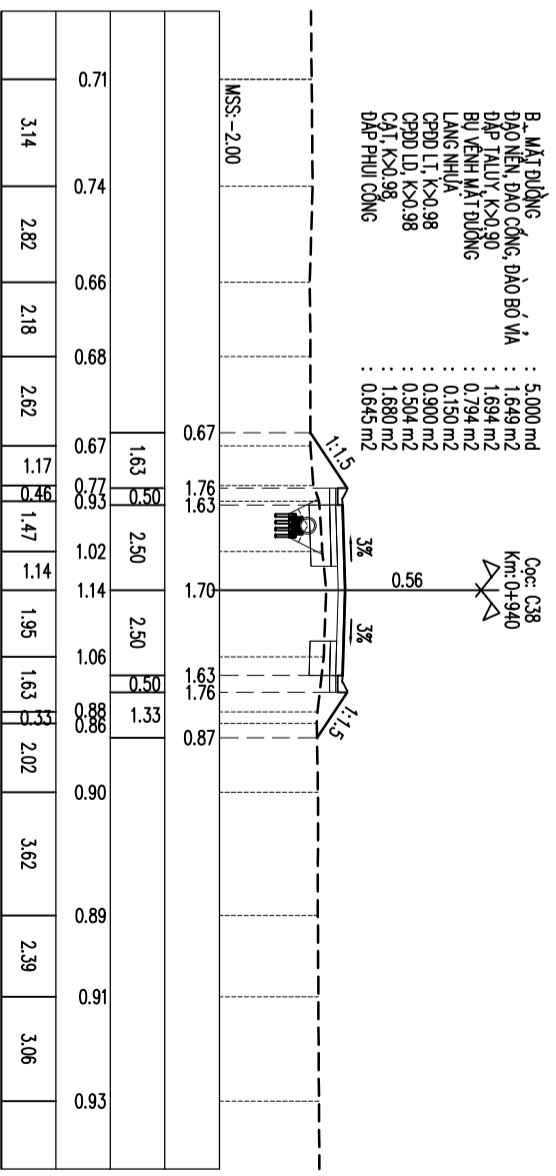 Cọc: C38
Km: 0+940
B_ MẶT ĐƯỜNG : 5.000 md
ĐÀO NỀN, ĐÀO CỐNG, ĐÀO BÓ VỈA : 1.649 m2
ĐẮP TALUY, K>0.90 : 1.694 m2
BÙ VÊNH MẶT ĐƯỜNG : 0.794 m2
LÁNG NHỰA : 0.150 m2
CPĐD LT, K>0.98 : 0.900 m2
CPĐD LD, K>0.98 : 0.504 m2
CÁT, K>0.98 : 1.680 m2
ĐẮP PHUI CỐNG : 0.645 m2
0.56
3% 3%
1:1.5 1:1.5
MSS: -2.00
0.67 1.76 1.63 1.70 1.63 1.76 0.87
1.63 0.50 2.50 2.50 0.50 1.33
0.71 0.74 0.66 0.68 0.67 0.77 0.93 1.02 1.14 1.06 0.88 0.86 0.90 0.89 0.91 0.93
3.14 2.82 2.18 2.62 1.17 0.46 1.47 1.14 1.95 1.63 0.33 2.02 3.62 2.39 3.06